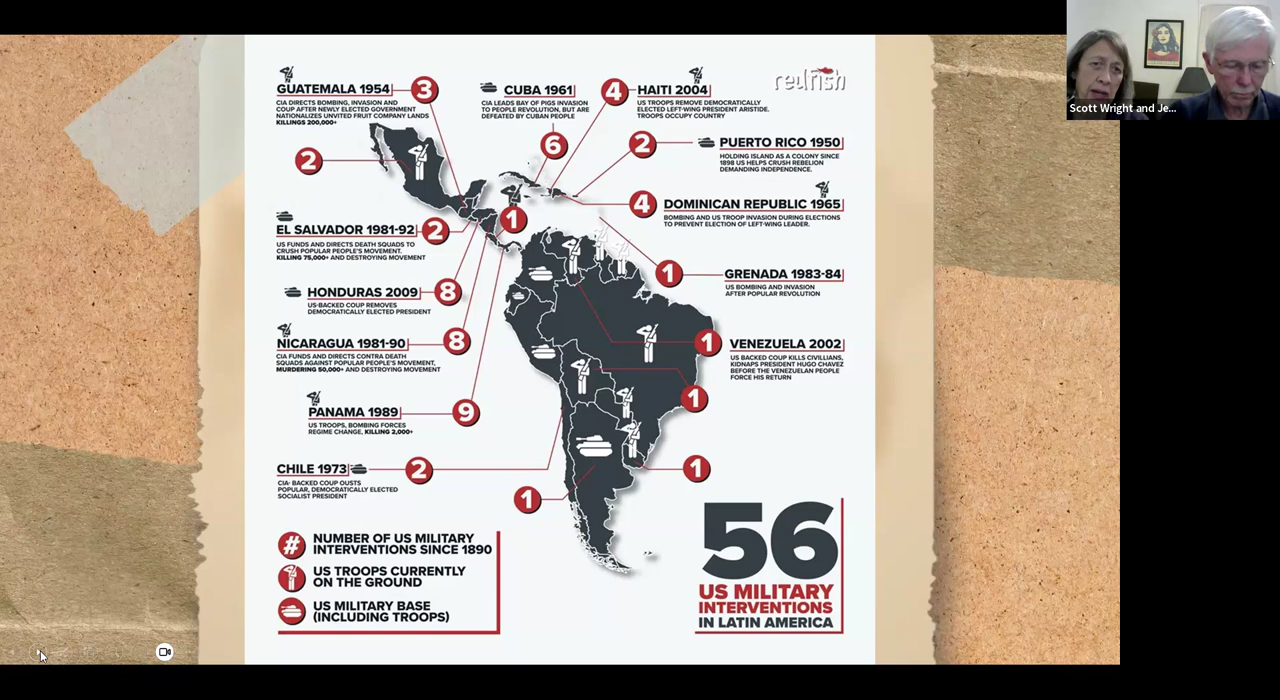 redfish
GUATEMALA 1954
3
CIA DIRECTS BOMBING, INVASION AND
COUP AFTER NEWLY ELECTED GOVERNMENT
NATIONALIZES UNVITED FRUIT COMPANY LANDS
KILLINGS 200,000+
CUBA 1961
CIA LEADS BAY OF PIGS INVASION
TO PEOPLE REVOLUTION, BUT ARE
DEFEATED BY CUBAN PEOPLE
6
4
HAITI 2004
US TROOPS REMOVE DEMOCRATICALLY
ELECTED LEFT-WING PRESIDENT ARISTIDE.
TROOPS OCCUPY COUNTRY
2
2
PUERTO RICO 1950
HOLDING ISLAND AS A COLONY SINCE
1898 US HELPS CRUSH REBELION
DEMANDING INDEPENDENCE.
4
DOMINICAN REPUBLIC 1965
BOMBING AND US TROOP INVASION DURING ELECTIONS
TO PREVENT ELECTION OF LEFT-WING LEADER.
EL SALVADOR 1981-92
2
1
US FUNDS AND DIRECTS DEATH SQUADS TO
CRUSH POPULAR PEOPLE'S MOVEMENT.
KILLING 75,000+ AND DESTROYING MOVEMENT
1
GRENADA 1983-84
US BOMBING AND INVASION
AFTER POPULAR REVOLUTION
HONDURAS 2009
8
US-BACKED COUP REMOVES
DEMOCRATICALLY ELECTED PRESIDENT
NICARAGUA 1981-90
8
CIA FUNDS AND DIRECTS CONTRA DEATH
SQUADS AGAINST POPULAR PEOPLE'S MOVEMENT,
MURDERING 50,000+ AND DESTROYING MOVEMENT
1
VENEZUELA 2002
US BACKED COUP KILLS CIVILLIANS,
KIDNAPS PRESIDENT HUGO CHAVEZ
BEFORE THE VENEZUELAN PEOPLE
FORCE HIS RETURN
1
PANAMA 1989
9
US TROOPS, BOMBING FORCES
REGIME CHANGE, KILLING 2,000+
CHILE 1973
2
CIA- BACKED COUP OUSTS
POPULAR, DEMOCRATICALLY ELECTED
SOCIALIST PRESIDENT
1
1
# NUMBER OF US MILITARY
INTERVENTIONS SINCE 1890
US TROOPS CURRENTLY
ON THE GROUND
US MILITARY BASE
(INCLUDING TROOPS)
56
US MILITARY
INTERVENTIONS
IN LATIN AMERICA
Scott Wright and Je...